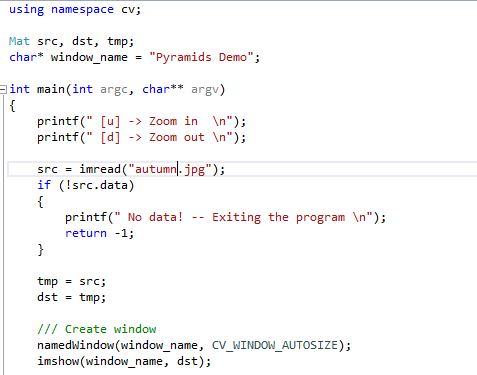 using namespace cv;
Mat src, dst, tmp;
char* window_name = "Pyramids Demo";
int main(int argc, char** argv)
{
printf(" [u] -> Zoom in  \n");
printf(" [d] -> Zoom out \n");
src = imread("autumn.jpg");
if (!src.data)
{
printf(" No data! -- Exiting the program \n");
return -1;
}
tmp = src;
dst = tmp;
/// Create window
namedWindow(window_name, CV_WINDOW_AUTOSIZE);
imshow(window_name, dst);